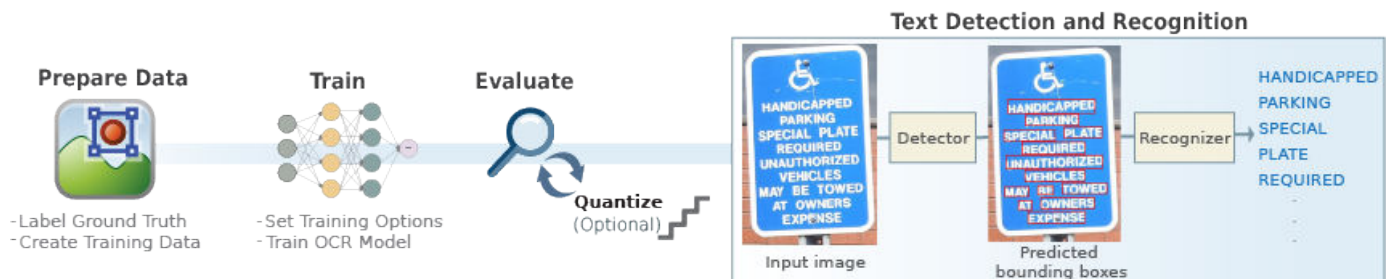 Text Detection and Recognition
Prepare Data
Train
Evaluate
-Label Ground Truth
-Create Training Data
-Set Training Options
-Train OCR Model
Quantize
(Optional)
HANDICAPPED
PARKING
SPECIAL PLATE
REQUIRED
UNAUTHORIZED
VEHICLES
MAY BE TOWED
AT OWNERS
EXPENSE
Input image
Detector
HANDICAPPED
PARKING
SPECIAL PLATE
REQUIRED
UNAUTHORIZED
VEHICLES
MAY BE TOWED
AT OWNERS
EXPENSE
Predicted
bounding boxes
Recognizer
HANDICAPPED
PARKING
SPECIAL
PLATE
REQUIRED
.
.
.